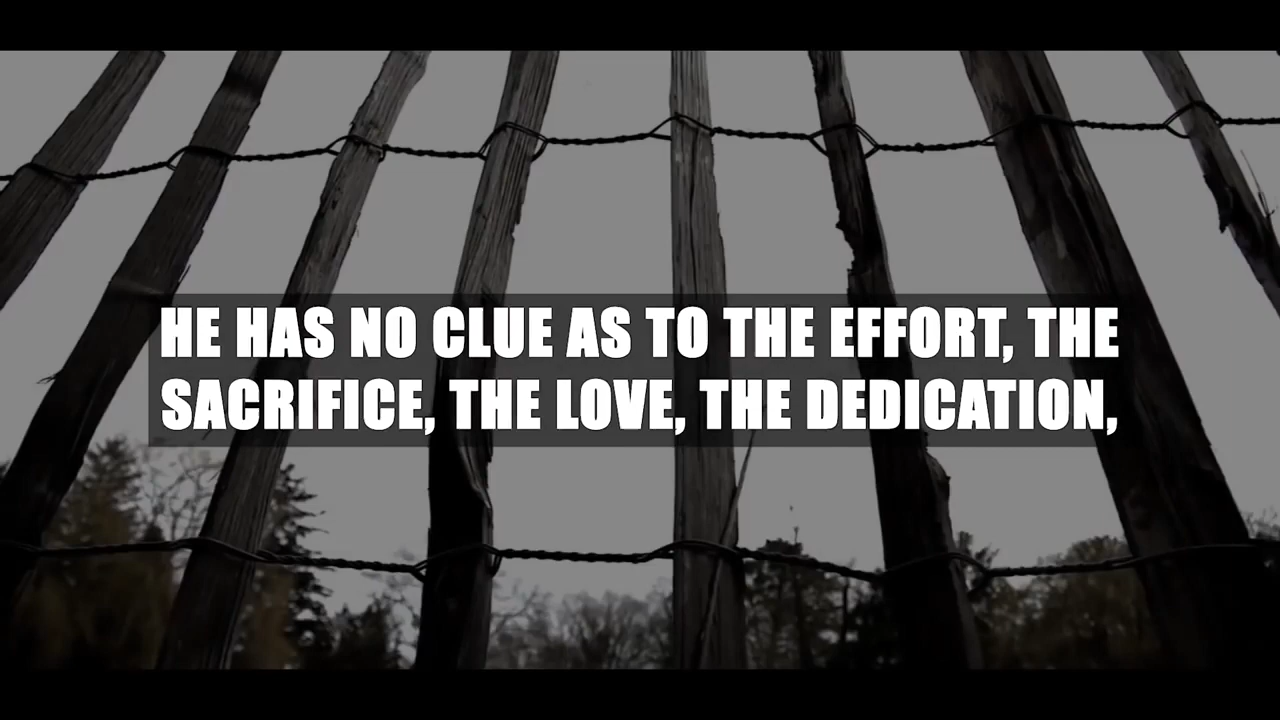 HE HAS NO CLUE AS TO THE EFFORT, THE
SACRIFICE, THE LOVE, THE DEDICATION,